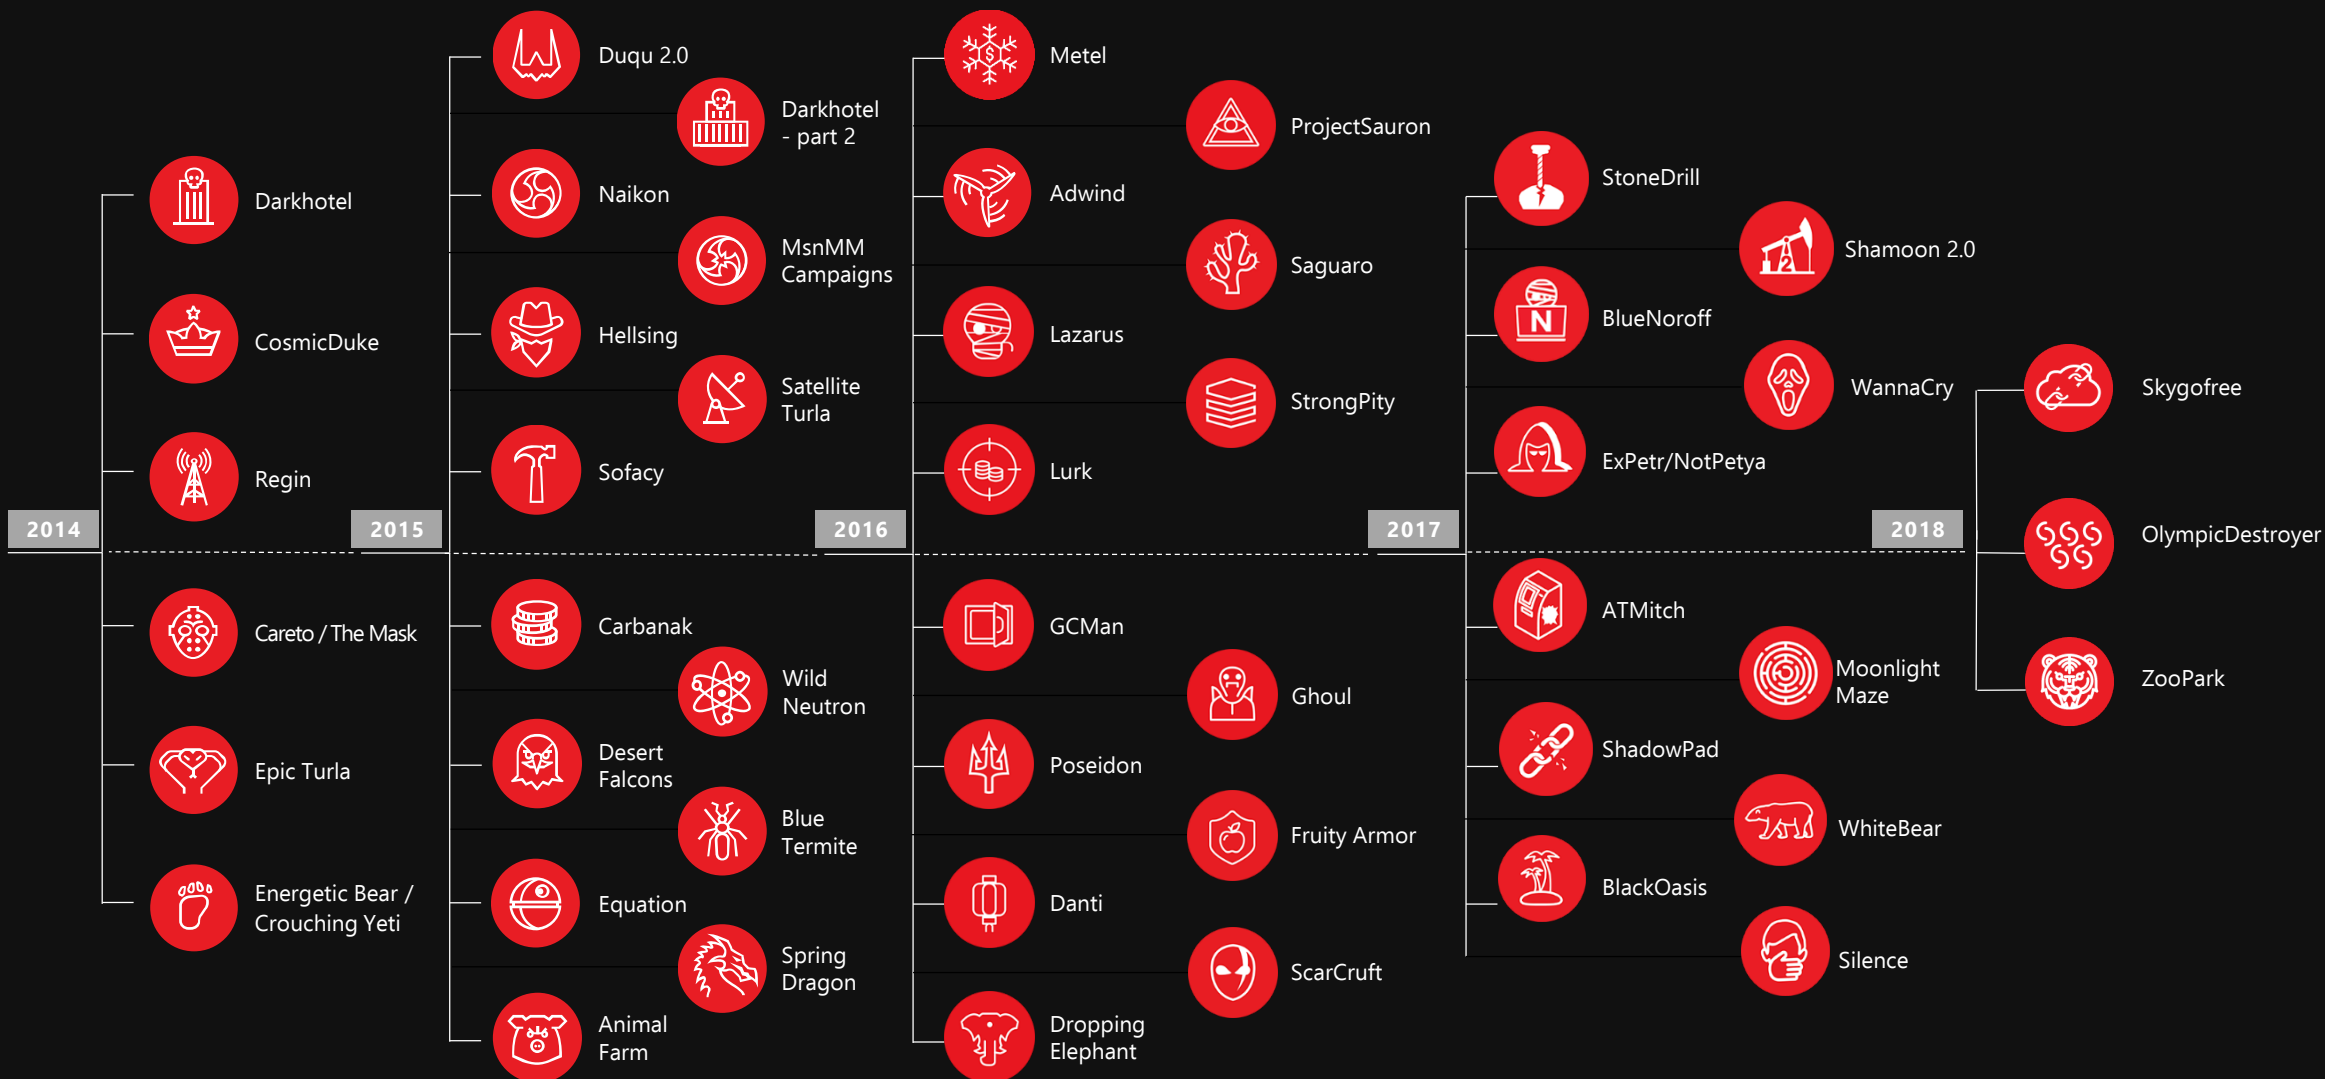 2014
Darkhotel
CosmicDuke
Regin
Careto / The Mask
Epic Turla
Energetic Bear /
Crouching Yeti
2015
Duqu 2.0
Darkhotel
- part 2
Naikon
MsnMM
Campaigns
Hellsing
Satellite
Turla
Sofacy
Carbanak
Wild
Neutron
Desert
Falcons
Blue
Termite
Equation
Spring
Dragon
Animal
Farm
2016
Metel
$
ProjectSauron
Adwind
Saguaro
Lazarus
StrongPity
Lurk
GCMan
Ghoul
Poseidon
Fruity Armor
Danti
ScarCruft
Dropping
Elephant
2017
StoneDrill
2
Shamoon 2.0
N
BlueNoroff
WannaCry
ExPetr/NotPetya
ATMitch
Moonlight
Maze
ShadowPad
WhiteBear
BlackOasis
Silence
2018
Skygofree
OlympicDestroyer
ZooPark